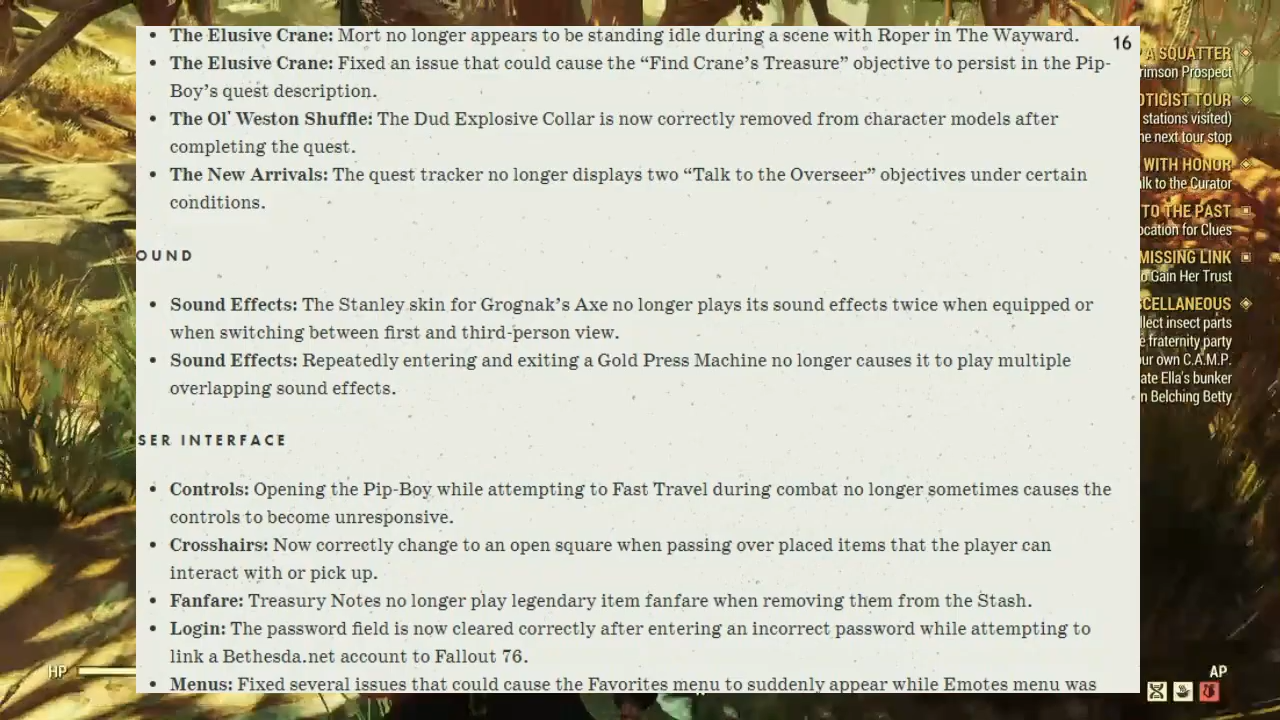 • The Elusive Crane: Mort no longer appears to be standing idle during a scene with Roper in The Wayward.
16
• The Elusive Crane: Fixed an issue that could cause the “Find Crane’s Treasure” objective to persist in the Pip-
Boy’s quest description.
• The Ol’ Weston Shuffle: The Dud Explosive Collar is now correctly removed from character models after
completing the quest.
• The New Arrivals: The quest tracker no longer displays two “Talk to the Overseer” objectives under certain
conditions.
OUND
• Sound Effects: The Stanley skin for Grognak’s Axe no longer plays its sound effects twice when equipped or
when switching between first and third-person view.
• Sound Effects: Repeatedly entering and exiting a Gold Press Machine no longer causes it to play multiple
overlapping sound effects.
SER INTERFACE
• Controls: Opening the Pip-Boy while attempting to Fast Travel during combat no longer sometimes causes the
controls to become unresponsive.
• Crosshairs: Now correctly change to an open square when passing over placed items that the player can
interact with or pick up.
• Fanfare: Treasury Notes no longer play legendary item fanfare when removing them from the Stash.
• Login: The password field is now cleared correctly after entering an incorrect password while attempting to
link a Bethesda.net account to Fallout 76.
• Menus: Fixed several issues that could cause the Favorites menu to suddenly appear while Emotes menu was
A SQUATTER
rimson Prospect
OTICIST TOUR
stations visited)
ne next tour stop
WITH HONOR
alk to the Curator
TO THE PAST
ocation for Clues
MISSING LINK
o Gain Her Trust
SCELLANEOUS
llect insect parts
e fraternity party
our own C.A.M.P.
ate Ella's bunker
n Belching Betty
HP
AP